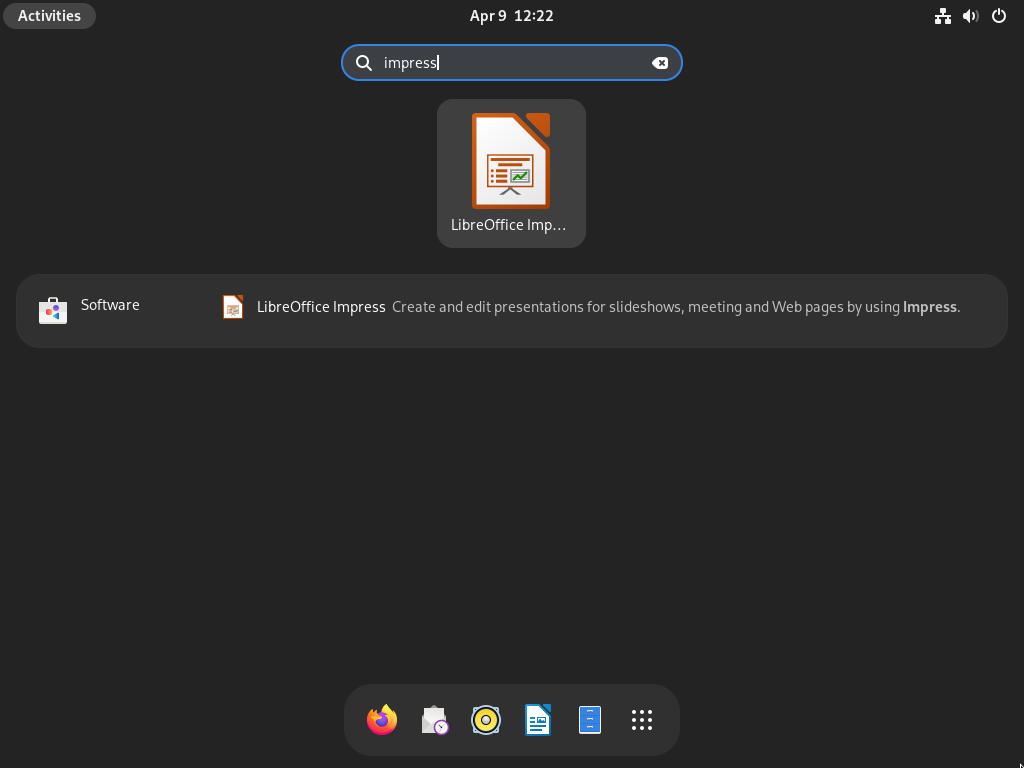 Activities
Apr 9 12:22
impress
LibreOffice Imp...
Software
LibreOffice Impress Create and edit presentations for slideshows, meeting and Web pages by using Impress.